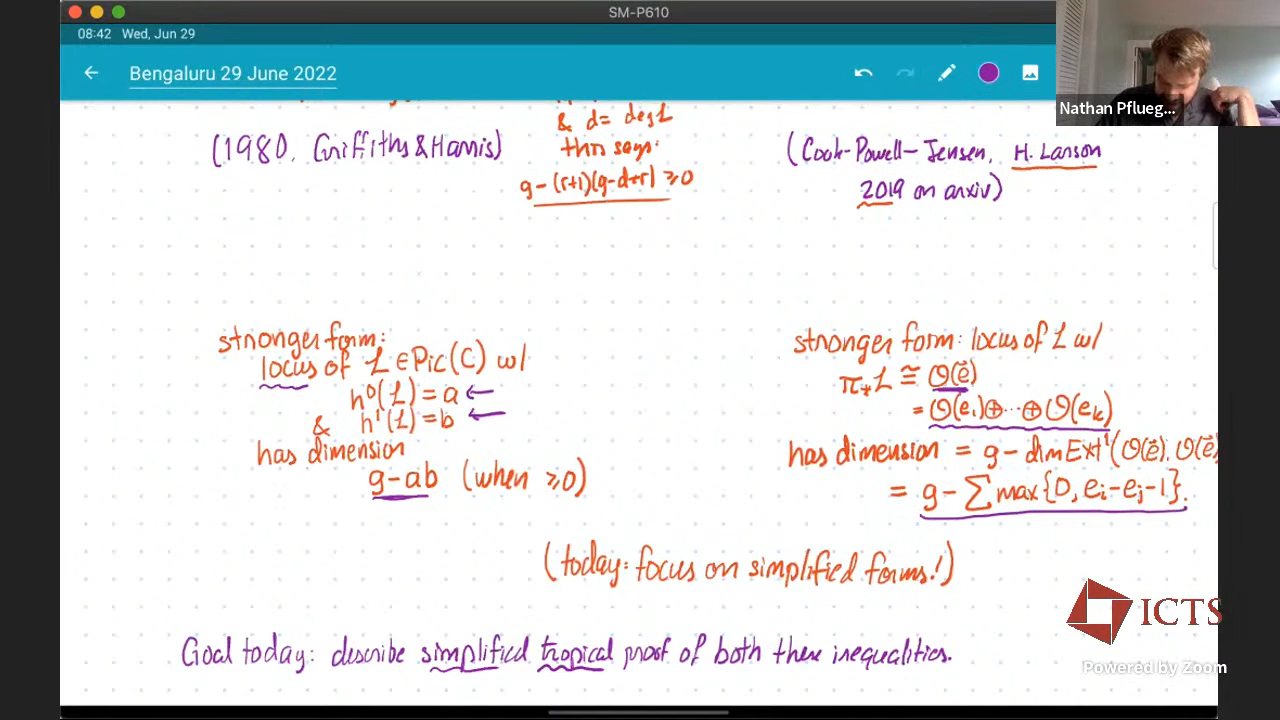 SM-P610
08:42 Wed, Jun 29
Bengaluru 29 June 2022
Nathan Pflueg...
& d = deg L
this says:
g-(r+1)(g-d+r) ≥ 0
(1980, Griffiths & Harris)
(Cook-Powell-Jensen, H. Larson
2019 on arxiv)
stronger form:
locus of L ∈ Pic(C) w/
h⁰(L) = a ←
& h¹(L) = b ←
has dimension
g-ab (when ≥0)
stronger form: locus of L w/
π_*L ≅ O(e⃗)
= O(e₁)⊕···⊕O(eₖ)
has dimension = g - dim Ext¹(O(e⃗), O(e⃗)
= g - Σ max{0, eᵢ-eⱼ-1}.
(today: focus on simplified forms!)
Goal today: describe simplified tropical proof of both these inequalities.
ICTS
Powered by Zoom